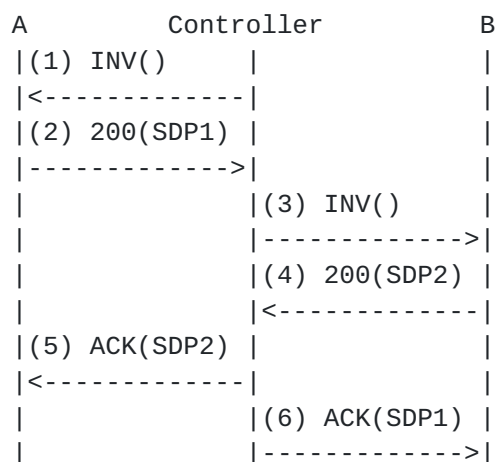 A          Controller          B
|(1) INV()    |              |
|<-------------|              |
|(2) 200(SDP1) |              |
|------------->|              |
|              |(3) INV()     |
|              |------------->|
|              |(4) 200(SDP2) |
|              |<-------------|
|(5) ACK(SDP2) |              |
|<-------------|              |
|              |(6) ACK(SDP1) |
|              |------------->|